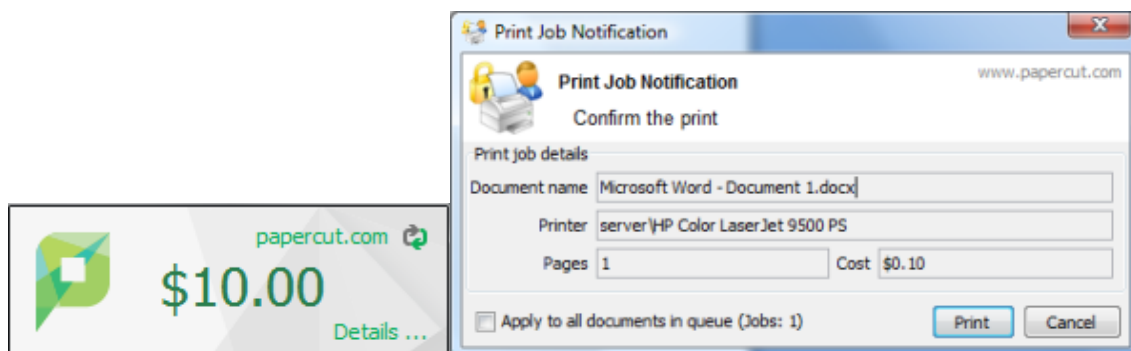 papercut.com
$10.00
Details ...
Print Job Notification
www.papercut.com
Print Job Notification
Confirm the print
Print job details
Document name Microsoft Word - Document 1.docx
Printer server\HP Color LaserJet 9500 PS
Pages 1 Cost $0.10
Apply to all documents in queue (Jobs: 1) Print Cancel